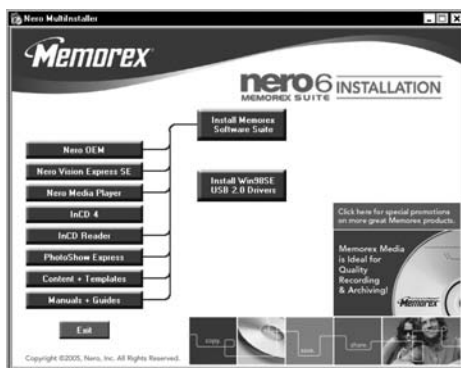 Nero MultiInstaller
Memorex
nero 6 INSTALLATION
MEMOREX SUITE
Install Memorex
Software Suite
Nero OEM
Nero Vision Express SE
Nero Media Player
InCD 4
InCD Reader
PhotoShow Express
Content + Templates
Manuals + Guides
Exit
Install Win98SE
USB 2.0 Drivers
Click here for special promotions
on more great Memorex products.
Memorex Media
is Ideal for
Quality
Recording
& Archiving!
Memorex
copy.
save.
share.
Copyright ©2005, Nero, Inc. All Rights Reserved.